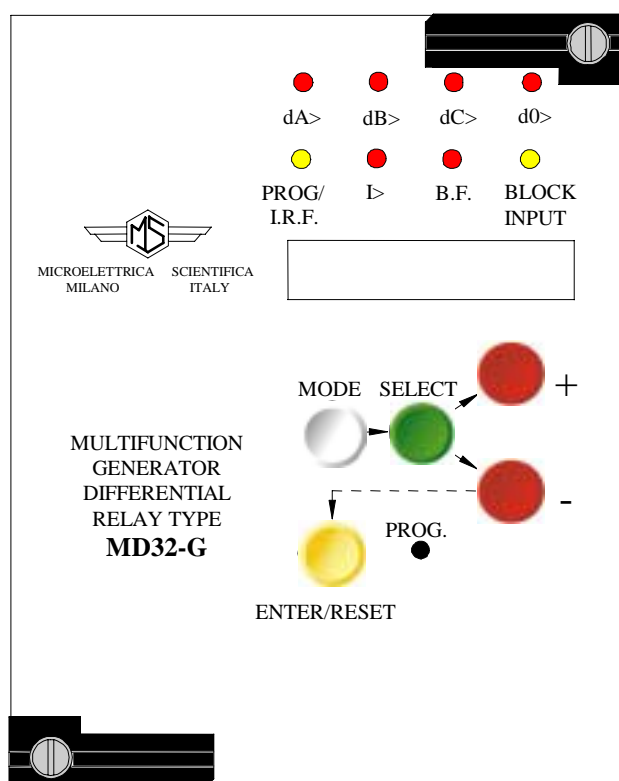 dA> dB> dC> d0>
PROG/ I> B.F. BLOCK
I.R.F. INPUT
MS
MICROELETTRICA SCIENTIFICA
MILANO ITALY
MODE SELECT +
MULTIFUNCTION
GENERATOR
DIFFERENTIAL
RELAY TYPE
MD32-G
-
PROG.
ENTER/RESET